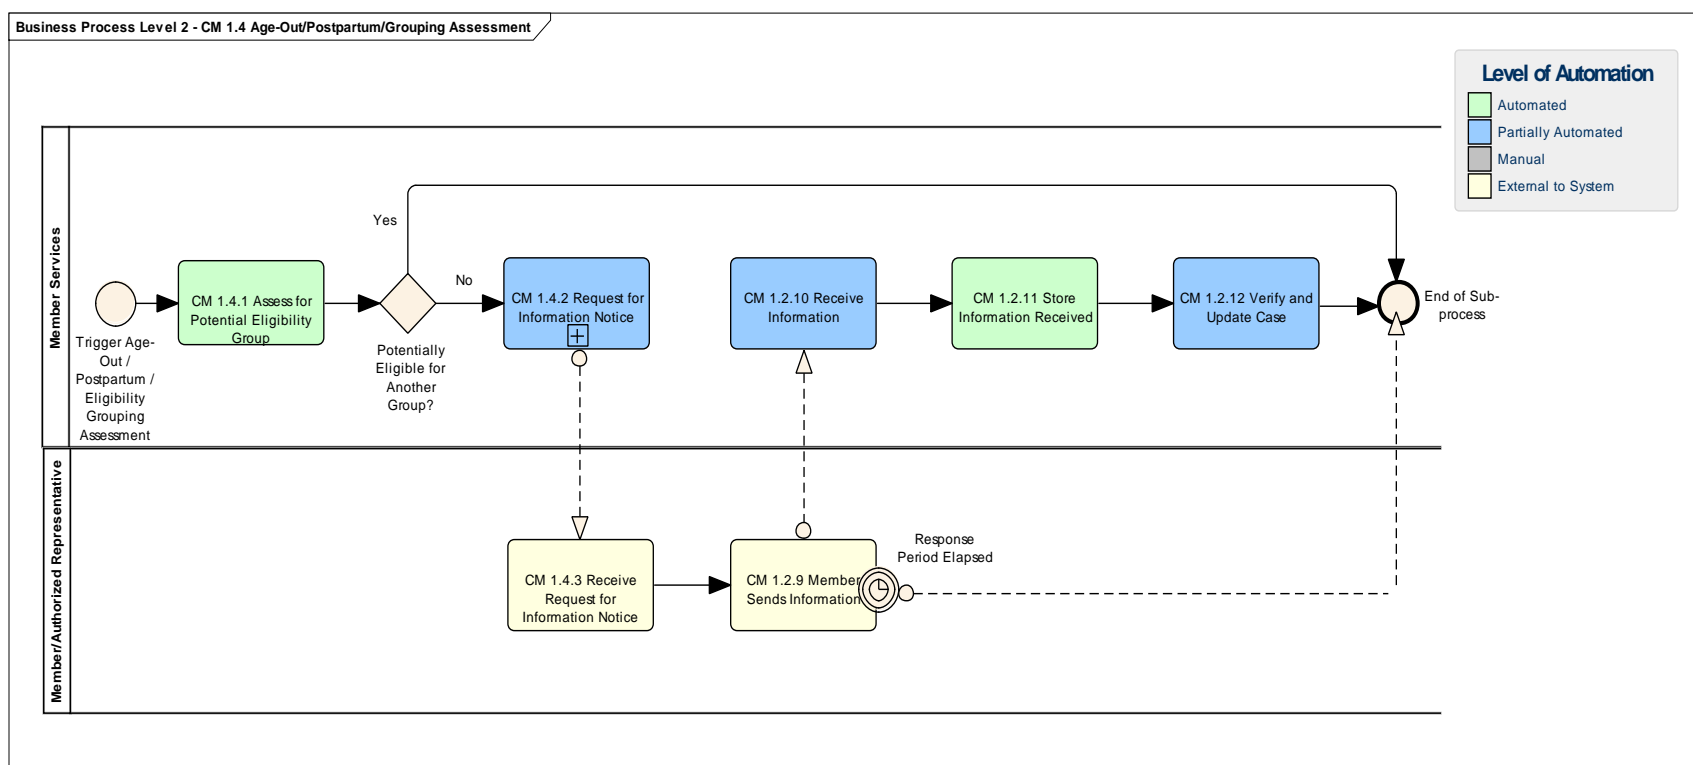 Business Process Level 2 - CM 1.4 Age-Out/Postpartum/Grouping Assessment
Level of Automation
Automated
Partially Automated
Manual
External to System
Member Services
Trigger Age-
Out /
Postpartum /
Eligibility
Grouping
Assessment
CM 1.4.1 Assess for
Potential Eligibility
Group
Yes
No
Potentially
Eligible for
Another
Group?
CM 1.4.2 Request for
Information Notice
CM 1.2.10 Receive
Information
CM 1.2.11 Store
Information Received
CM 1.2.12 Verify and
Update Case
End of Sub-
process
Member/Authorized Representative
CM 1.4.3 Receive
Request for
Information Notice
CM 1.2.9 Member
Sends Information
Response
Period Elapsed